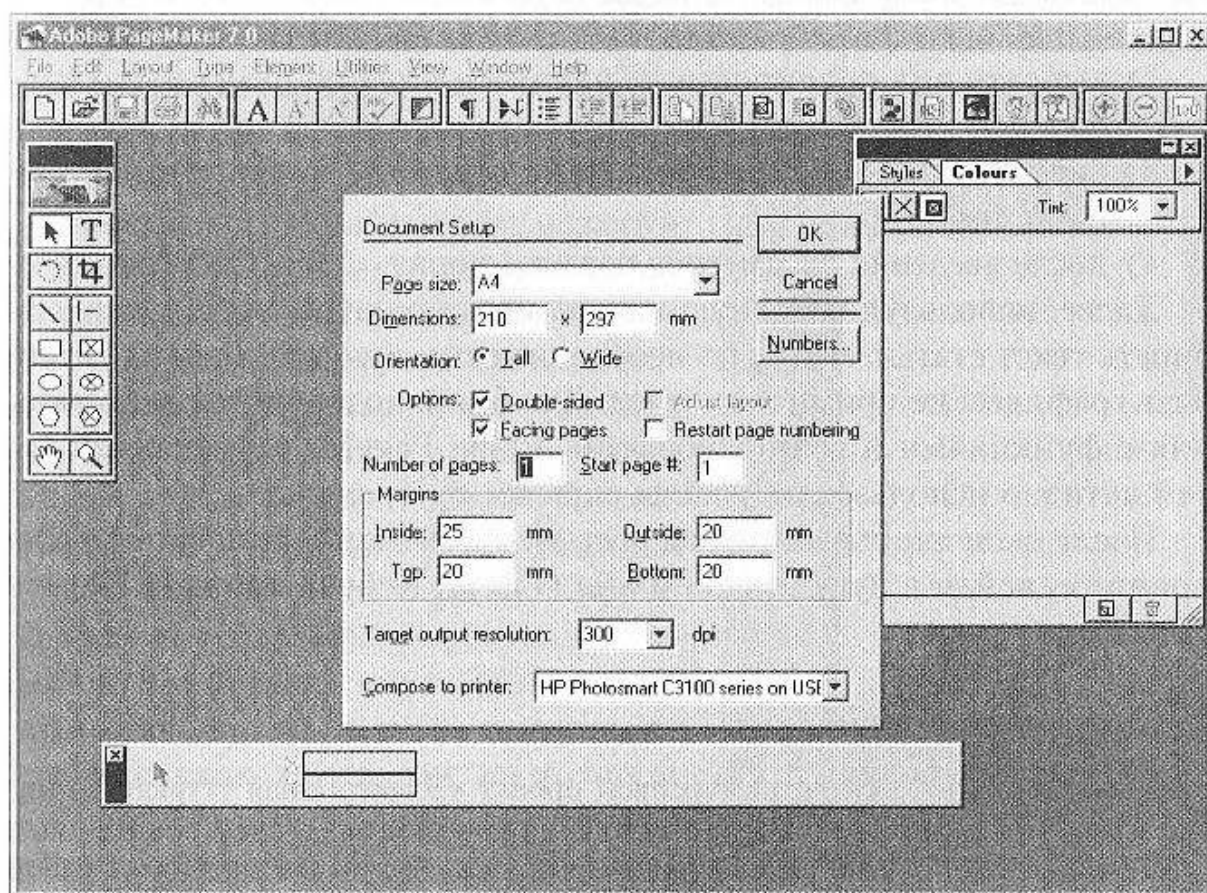 Adobe PageMaker 7.0
File Edit Layout Type Element Utilities View Window Help
Styles Colours
Tint: 100%
Document Setup
OK
Page size: A4
Cancel
Dimensions: 210 x 297 mm
Numbers...
Orientation: Tall Wide
Options: Double-sided Adjust layout
Facing pages Restart page numbering
Number of pages: 1 Start page #: 1
Margins
Inside: 25 mm Outside: 20 mm
Top: 20 mm Bottom: 20 mm
Target output resolution: 300 dpi
Compose to printer: HP Photosmart C3100 series on USB